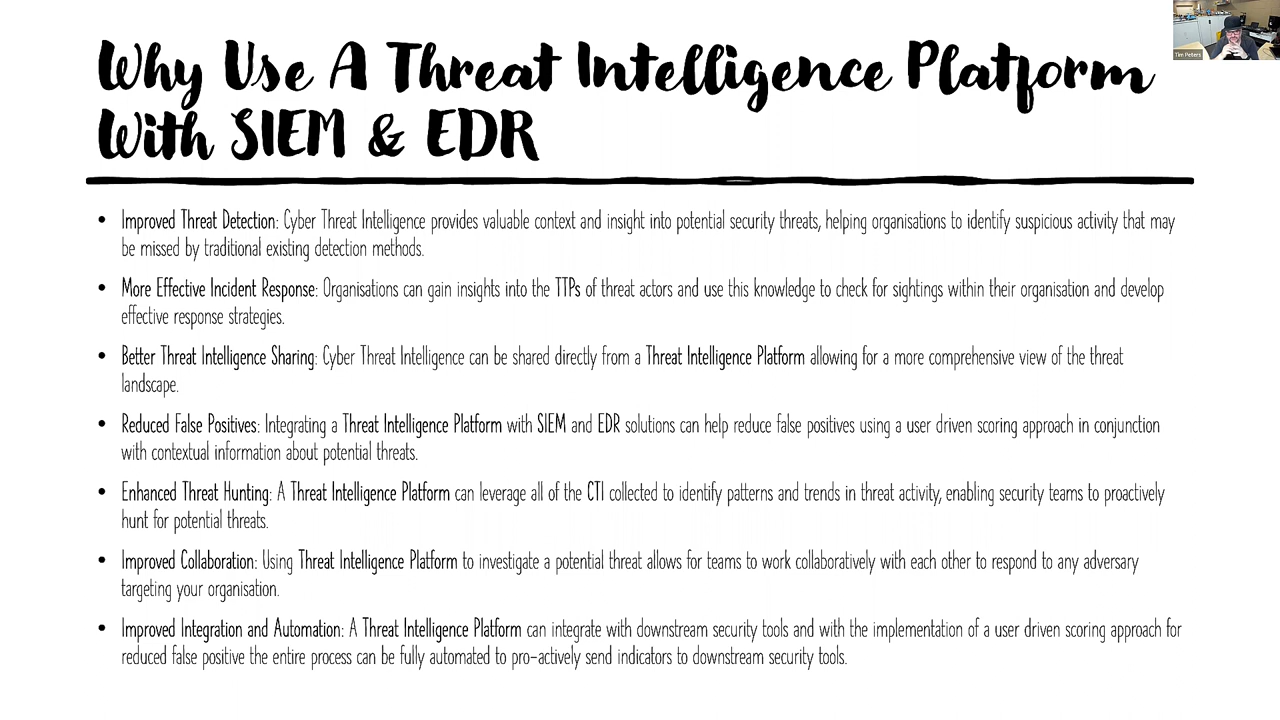 Why Use A Threat Intelligence Platform
With SIEM & EDR
Tim Peters
• Improved Threat Detection: Cyber Threat Intelligence provides valuable context and insight into potential security threats, helping organisations to identify suspicious activity that may
be missed by traditional existing detection methods.
• More Effective Incident Response: Organisations can gain insights into the TTPs of threat actors and use this knowledge to check for sightings within their organisation and develop
effective response strategies.
• Better Threat Intelligence Sharing: Cyber Threat Intelligence can be shared directly from a Threat Intelligence Platform allowing for a more comprehensive view of the threat
landscape.
• Reduced False Positives: Integrating a Threat Intelligence Platform with SIEM and EDR solutions can help reduce false positives using a user driven scoring approach in conjunction
with contextual information about potential threats.
• Enhanced Threat Hunting: A Threat Intelligence Platform can leverage all of the CTI collected to identify patterns and trends in threat activity, enabling security teams to proactively
hunt for potential threats.
• Improved Collaboration: Using Threat Intelligence Platform to investigate a potential threat allows for teams to work collaboratively with each other to respond to any adversary
targeting your organisation.
• Improved Integration and Automation: A Threat Intelligence Platform can integrate with downstream security tools and with the implementation of a user driven scoring approach for
reduced false positive the entire process can be fully automated to pro-actively send indicators to downstream security tools.